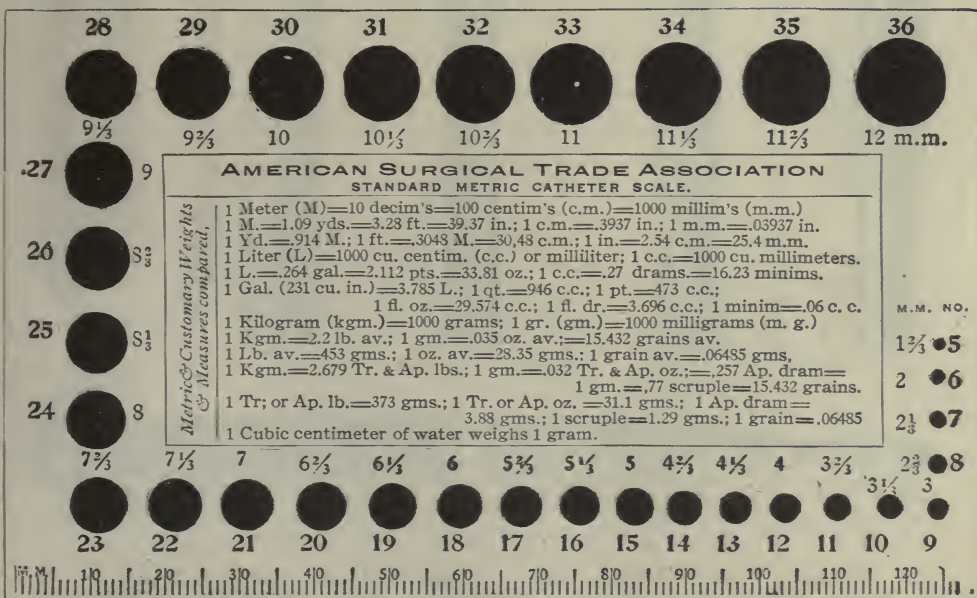 28 29 30 31 32 33 34 35 36
9⅓ 9⅔ 10 10⅓ 10⅔ 11 11⅓ 11⅔ 12 m.m.
.27 9
26 8⅔
25 8⅓
24 8
AMERICAN SURGICAL TRADE ASSOCIATION
STANDARD METRIC CATHETER SCALE.
Metric & Customary Weights
& Measures compared,
1 Meter (M)=10 decim's=100 centim's (c.m.)=1000 millim's (m.m.)
1 M.=1.09 yds.=3.28 ft.=39.37 in.; 1 c.m.=.3937 in.; 1 m.m.=.03937 in.
1 Yd.=.914 M.; 1 ft.=.3048 M.=30,48 c.m.; 1 in.=2.54 c.m.=25.4 m.m.
1 Liter (L)=1000 cu. centim. (c.c.) or milliliter; 1 c.c.=1000 cu. millimeters.
1 L.=.264 gal.=2.112 pts.=33.81 oz.; 1 c.c.=.27 drams.=16.23 minims.
1 Gal. (231 cu. in.)=3.785 L.; 1 qt.=946 c.c.; 1 pt.=473 c.c.;
1 fl. oz.=29.574 c.c.; 1 fl. dr.=3.696 c.c.; 1 minim=.06 c. c.
1 Kilogram (kgm.)=1000 grams; 1 gr. (gm.)=1000 milligrams (m. g.)
1 Kgm.=2.2 lb. av.; 1 gm.=.035 oz. av.;=15.432 grains av.
1 Lb. av.=453 gms.; 1 oz. av.=28.35 gms.; 1 grain av.=.06485 gms,
1 Kgm.=2.679 Tr. & Ap. lbs.; 1 gm.=.032 Tr. & Ap. oz.;=,257 Ap. dram=
1 gm.=,77 scruple=15.432 grains.
1 Tr; or Ap. lb.=373 gms.; 1 Tr. or Ap. oz. =31.1 gms.; 1 Ap. dram=
3.88 gms.; 1 scruple=1.29 gms.; 1 grain=.06485
1 Cubic centimeter of water weighs 1 gram.
M.M. NO.
1⅔ 5
2 6
2⅓ 7
2⅔ 8
7⅔ 7⅓ 7 6⅔ 6⅓ 6 5⅔ 5⅓ 5 4⅔ 4⅓ 4 3⅔ 3⅓ 3
23 22 21 20 19 18 17 16 15 14 13 12 11 10 9
M.M 10 20 30 40 50 60 70 80 90 100 110 120